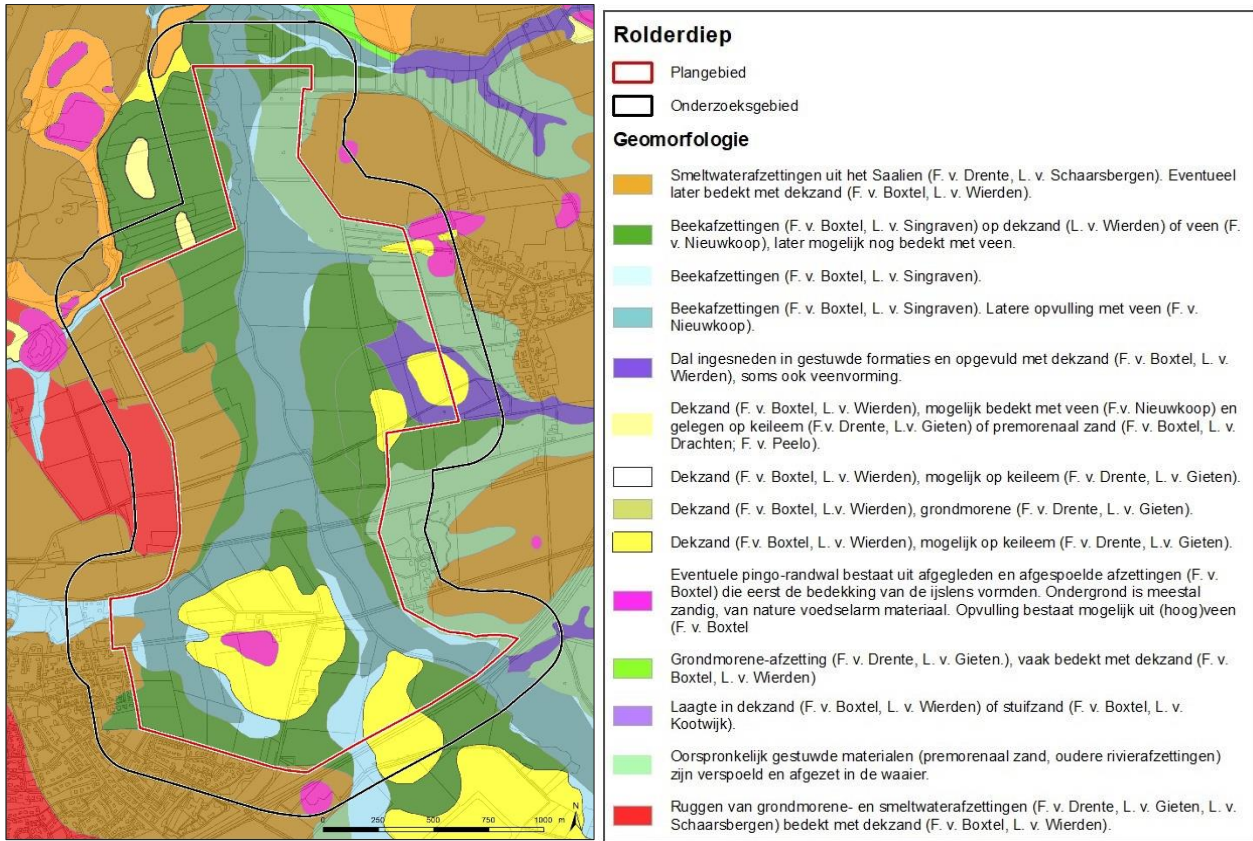 N
0 250 500 750 1000 m
Rolderdiep
Plangebied
Onderzoeksgebied
Geomorfologie
Smeltwaterafzettingen uit het Saalien (F. v. Drente, L. v. Schaarsbergen). Eventueel
later bedekt met dekzand (F. v. Boxtel, L. v. Wierden).
Beekafzettingen (F. v. Boxtel, L. v. Singraven) op dekzand (L. v. Wierden) of veen (F.
v. Nieuwkoop), later mogelijk nog bedekt met veen.
Beekafzettingen (F. v. Boxtel, L. v. Singraven).
Beekafzettingen (F. v. Boxtel, L. v. Singraven). Latere opvulling met veen (F. v.
Nieuwkoop).
Dal ingesneden in gestuwde formaties en opgevuld met dekzand (F. v. Boxtel, L. v.
Wierden), soms ook veenvorming.
Dekzand (F. v. Boxtel, L. v. Wierden), mogelijk bedekt met veen (F.v. Nieuwkoop) en
gelegen op keileem (F.v. Drente, L.v. Gieten) of premorenaal zand (F. v. Boxtel, L. v.
Drachten; F. v. Peelo).
Dekzand (F. v. Boxtel, L. v. Wierden), mogelijk op keileem (F. v. Drente, L. v. Gieten).
Dekzand (F. v. Boxtel, L.v. Wierden), grondmorene (F. v. Drente, L. v. Gieten).
Dekzand (F.v. Boxtel, L. v. Wierden), mogelijk op keileem (F. v. Drente, L.v. Gieten).
Eventuele pingo-randwal bestaat uit afgegleden en afgespoelde afzettingen (F. v.
Boxtel) die eerst de bedekking van de ijslens vormden. Ondergrond is meestal
zandig, van nature voedselarm materiaal. Opvulling bestaat mogelijk uit (hoog)veen
(F. v. Boxtel
Grondmorene-afzetting (F. v. Drente, L. v. Gieten.), vaak bedekt met dekzand (F. v.
Boxtel, L. v. Wierden)
Laagte in dekzand (F. v. Boxtel, L. v. Wierden) of stuifzand (F. v. Boxtel, L. v.
Kootwijk).
Oorspronkelijk gestuwde materialen (premorenaal zand, oudere rivierafzettingen)
zijn verspoeld en afgezet in de waaier.
Ruggen van grondmorene- en smeltwaterafzettingen (F. v. Drente, L. v. Gieten, L. v.
Schaarsbergen) bedekt met dekzand (F. v. Boxtel, L. v. Wierden).